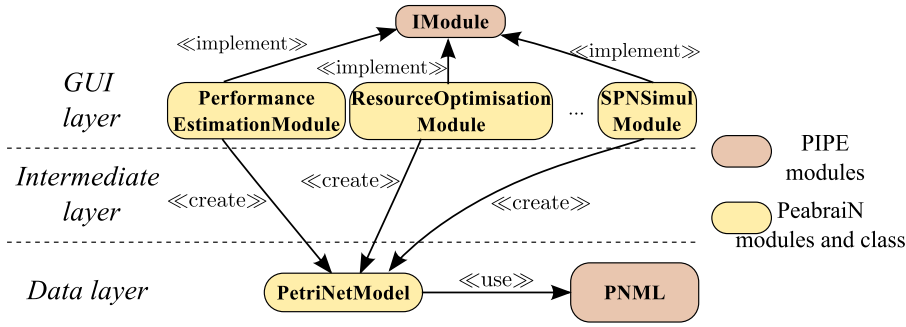 IModule
≪implement≫
≪implement≫
≪implement≫
GUI
layer
Performance
EstimationModule
ResourceOptimisation
Module
...
SPNSimul
Module
PIPE
modules
Intermediate
layer
≪create≫
≪create≫
≪create≫
PeabraiN
modules and class
Data layer
PetriNetModel
≪use≫
PNML